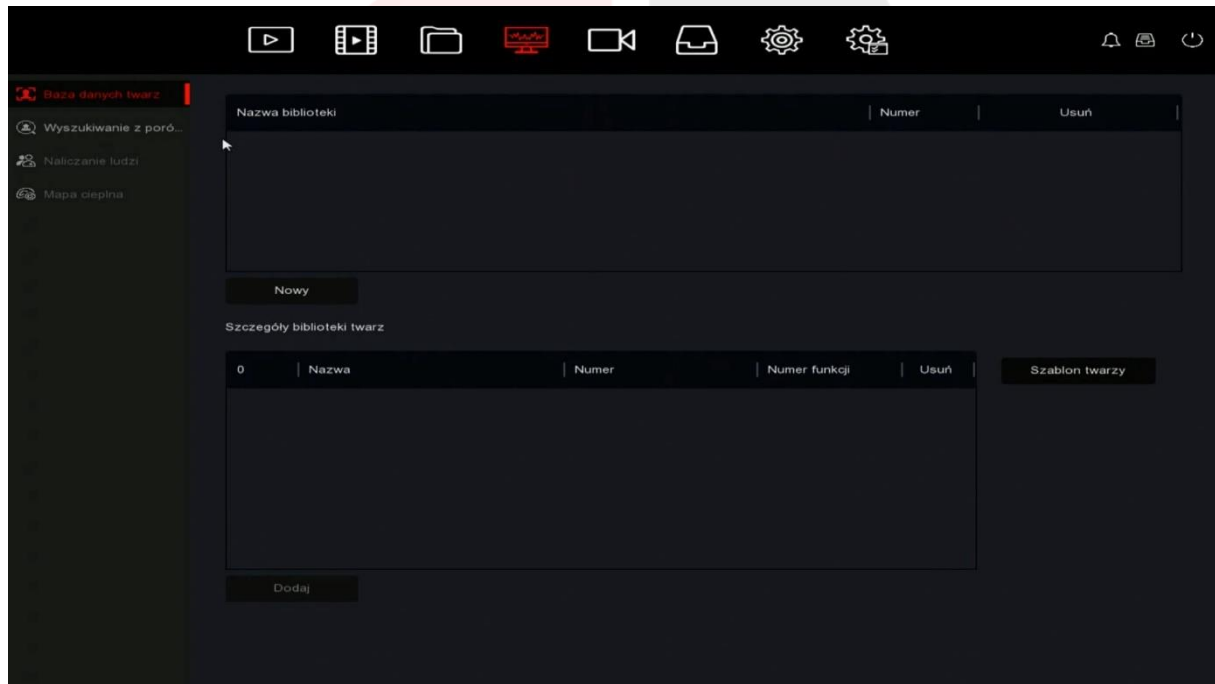 Baza danych twarz
Nazwa biblioteki Numer Usuń
Wyszukiwanie z poró...
Naliczanie ludzi
Mapa cieplna
Nowy
Szczegóły biblioteki twarz
0 Nazwa Numer Numer funkcji Usuń
Szablon twarzy
Dodaj